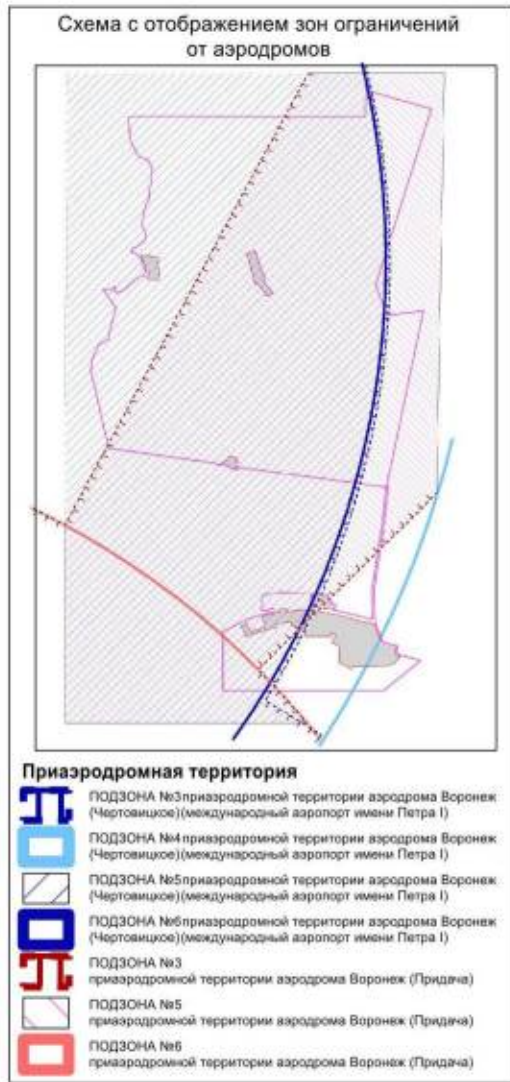 Схема с отображением зон ограничений
от аэродромов
Приаэродромная территория
ПОДЗОНА №3приаэродромной территории аэродрома Воронеж
(Чертовицкое)(международный аэропорт имени Петра I)
ПОДЗОНА №4приаэродромной территории аэродрома Воронеж
(Чертовицкое)(международный аэропорт имени Петра I)
ПОДЗОНА №5приаэродромной территории аэродрома Воронеж
(Чертовицкое)(международный аэропорт имени Петра I)
ПОДЗОНА №6приаэродромной территории аэродрома Воронеж
(Чертовицкое)(международный аэропорт имени Петра I)
ПОДЗОНА №3
приаэродромной территории аэродрома Воронеж (Придача)
ПОДЗОНА №5
приаэродромной территории аэродрома Воронеж (Придача)
ПОДЗОНА №6
приаэродромной территории аэродрома Воронеж (Придача)